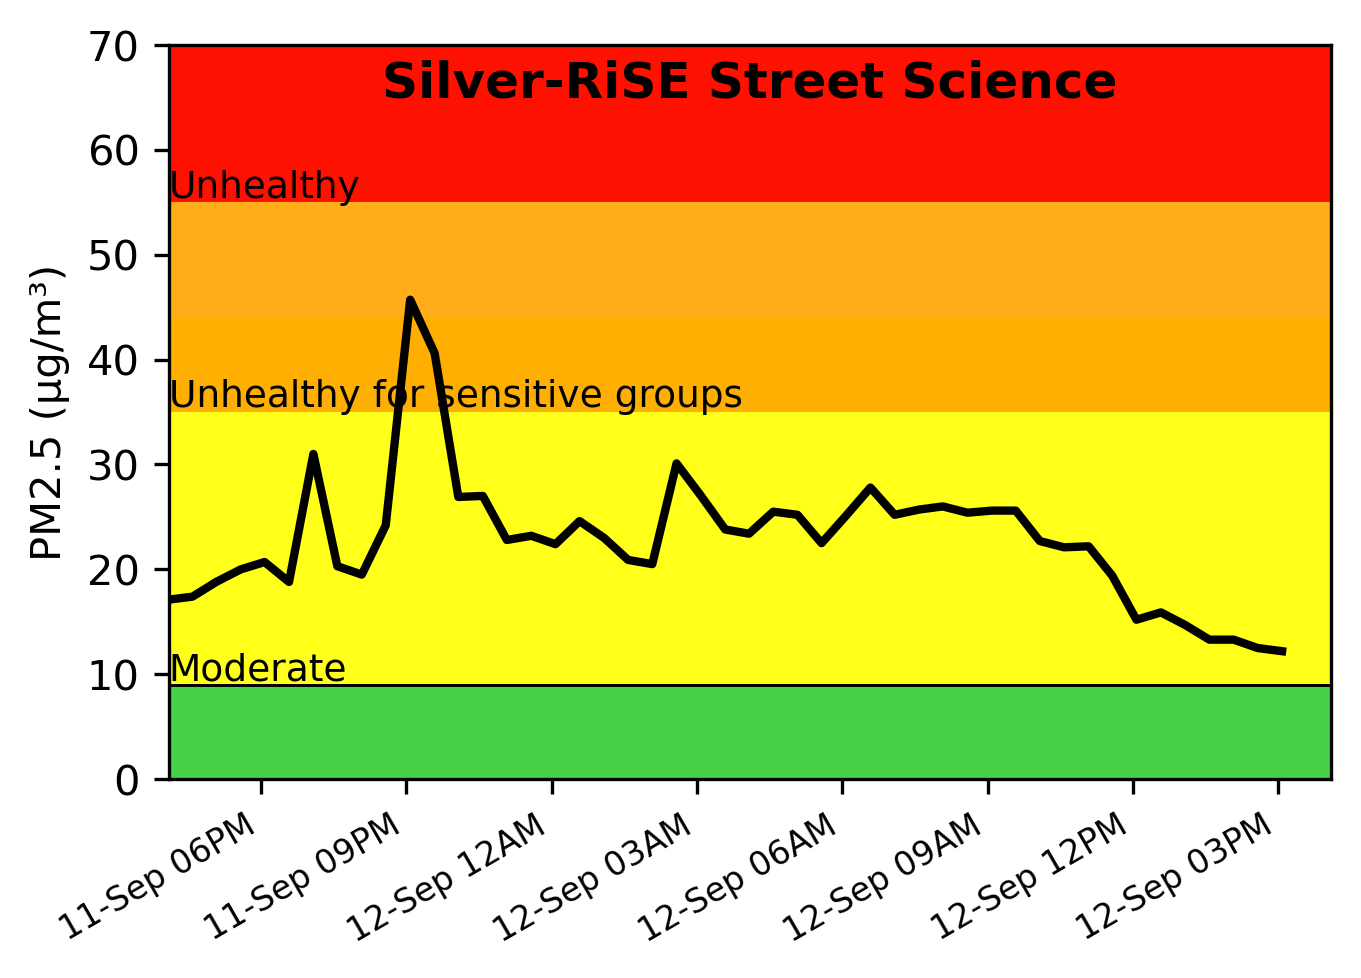 Silver-RiSE Street Science
70
60
50
40
30
20
10
0
PM2.5 (µg/m³)
Unhealthy
Unhealthy for sensitive groups
Moderate
11-Sep 06PM
11-Sep 09PM
12-Sep 12AM
12-Sep 03AM
12-Sep 06AM
12-Sep 09AM
12-Sep 12PM
12-Sep 03PM